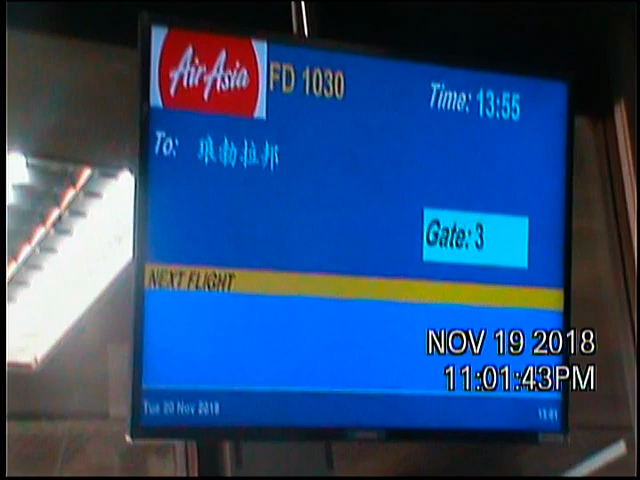 AirAsia FD 1030 Time: 13:55
To: 琅勃拉邦
Gate: 3
NEXT FLIGHT
NOV 19 2018
11:01:43PM
Tue 20 Nov 2018